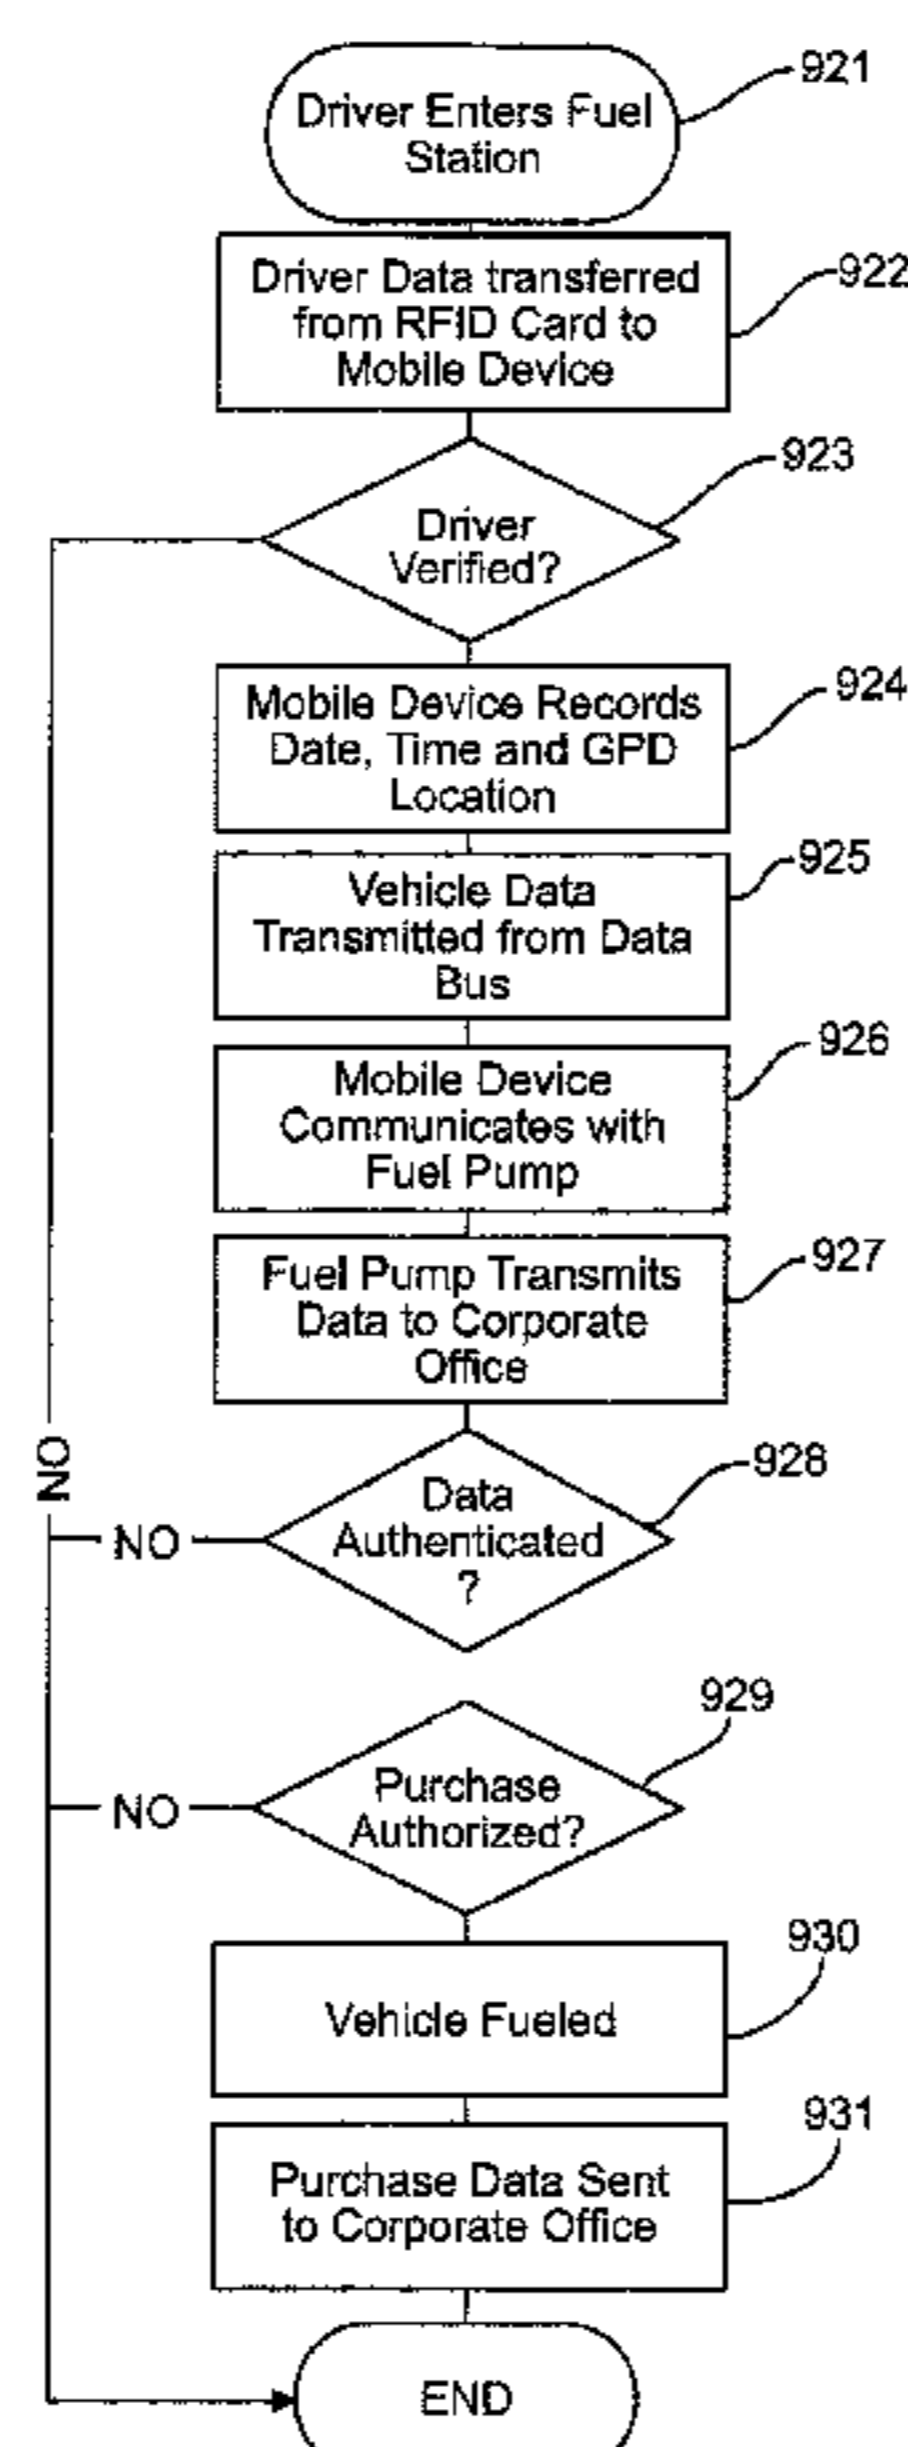 921
Driver Enters Fuel
Station
922
Driver Data transferred
from RFID Card to
Mobile Device
923
Driver
Verified?
924
Mobile Device Records
Date, Time and GPD
Location
925
Vehicle Data
Transmitted from Data
Bus
926
Mobile Device
Communicates with
Fuel Pump
927
Fuel Pump Transmits
Data to Corporate
Office
NO
928
Data
Authenticated
?
NO
929
Purchase
Authorized?
NO
930
Vehicle Fueled
931
Purchase Data Sent
to Corporate Office
END